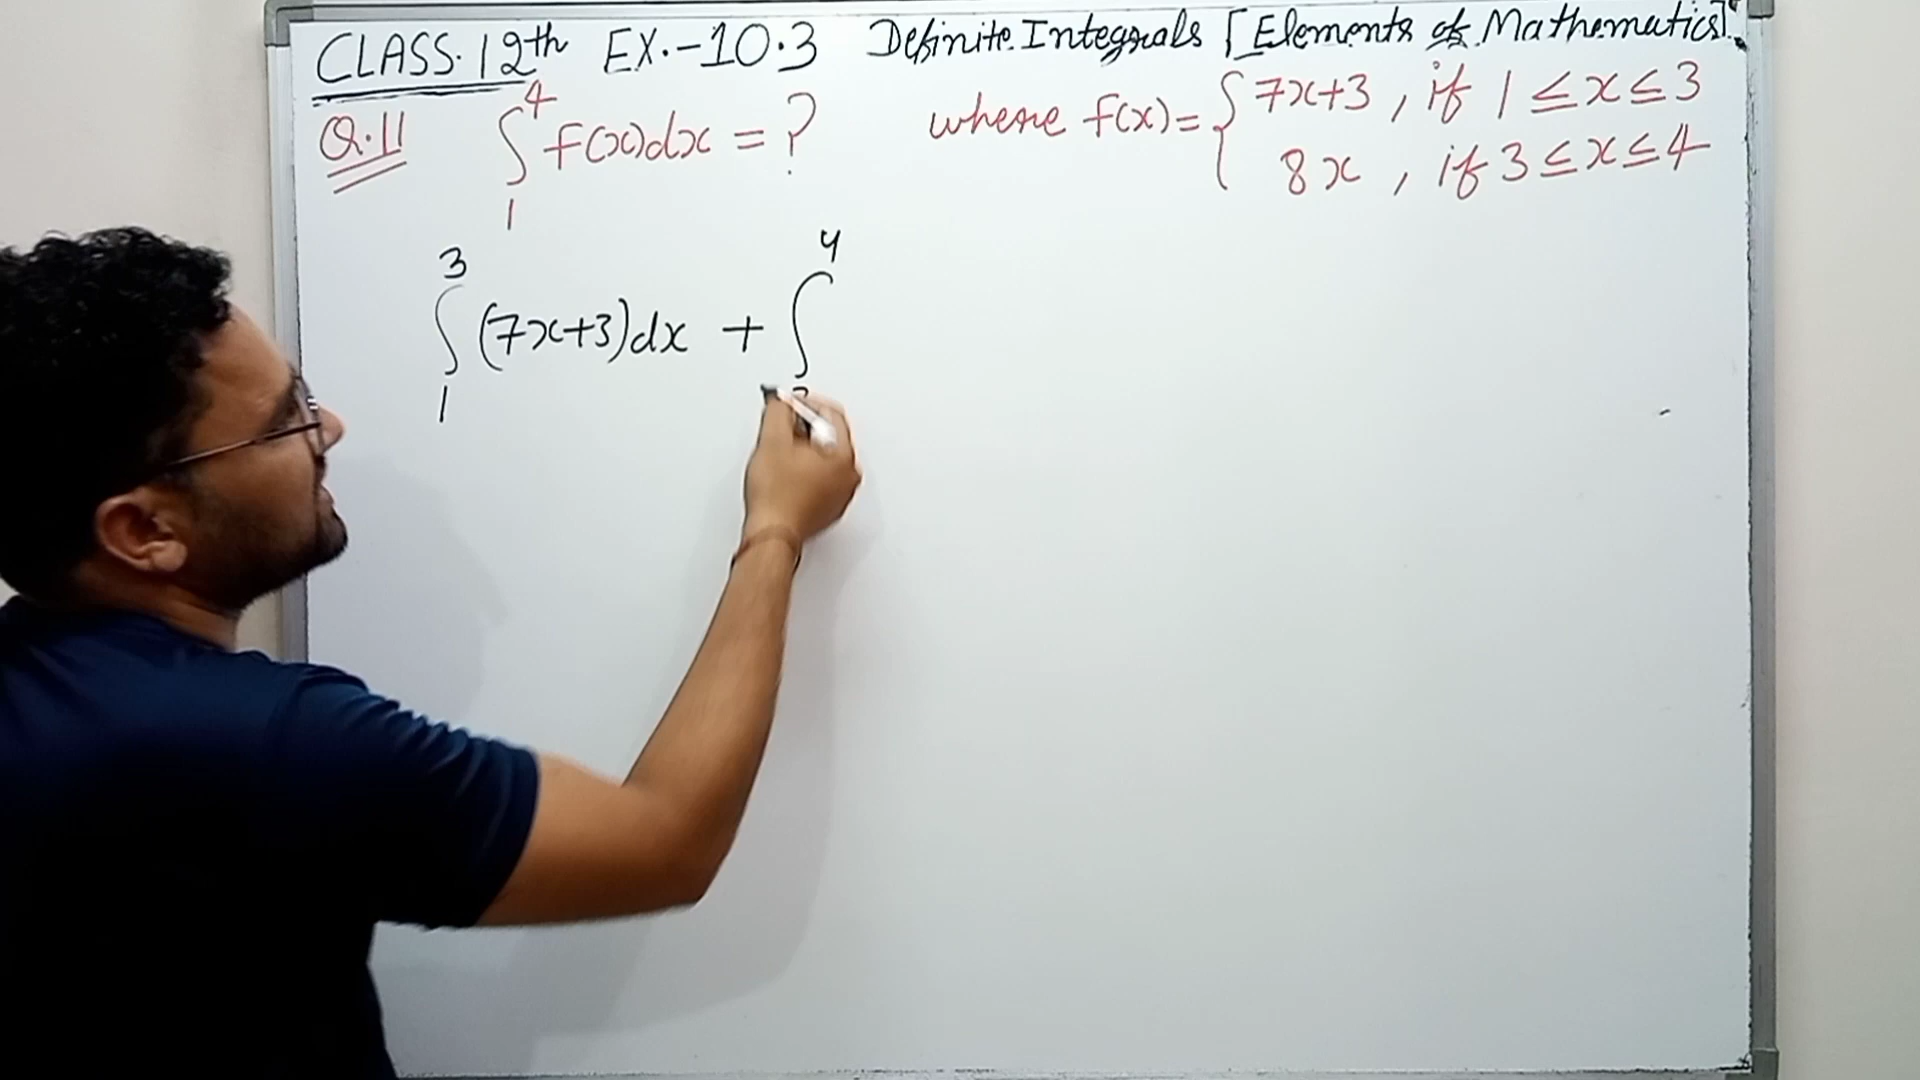 CLASS. 12th EX.-10.3 Definite Integrals [Elements of Mathematics]
Q.11 ∫₁⁴ f(x)dx = ? where f(x) = { 7x+3 , if 1 ≤ x ≤ 3
8x , if 3 ≤ x ≤ 4
∫₁³ (7x+3)dx + ∫⁴